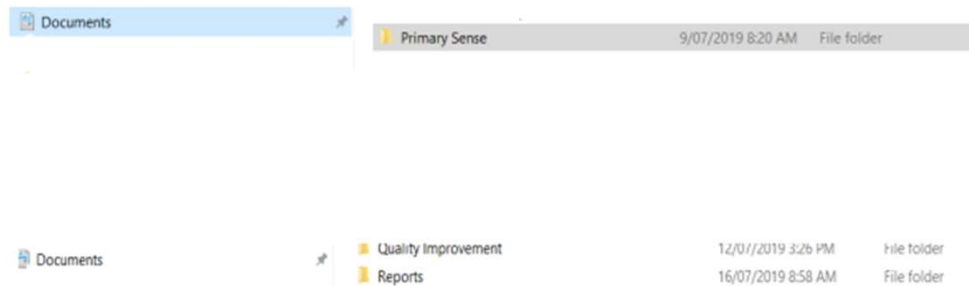 Documents
Primary Sense 9/07/2019 8:20 AM File folder
Quality Improvement 12/07/2019 3:26 PM File folder
Documents
Reports 16/07/2019 8:58 AM File folder